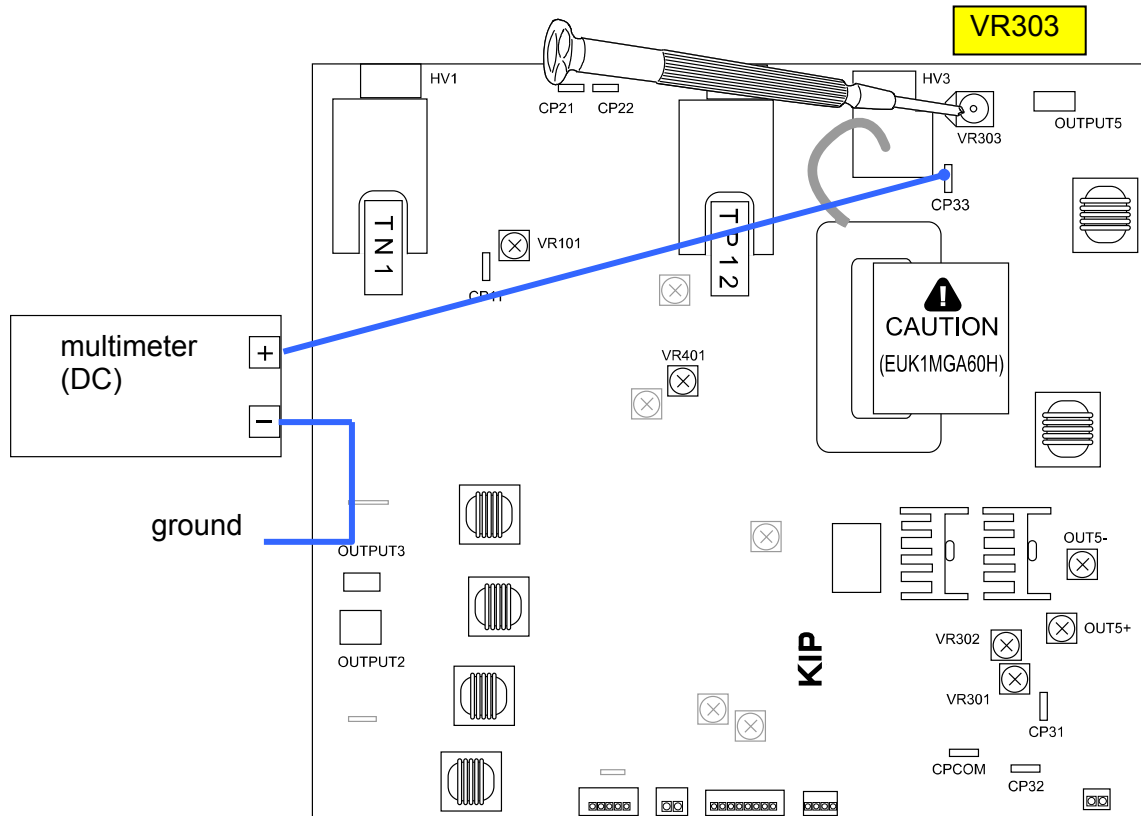 VR303
HV1
HV3
CP21
CP22
VR303
OUTPUT5
CP33
TN1
TP12
VR101
CP11
CAUTION
(EUK1MGA60H)
multimeter
(DC)
+
−
VR401
ground
OUTPUT3
OUT5-
OUTPUT2
OUT5+
VR302
KIP
VR301
CP31
CPCOM
CP32